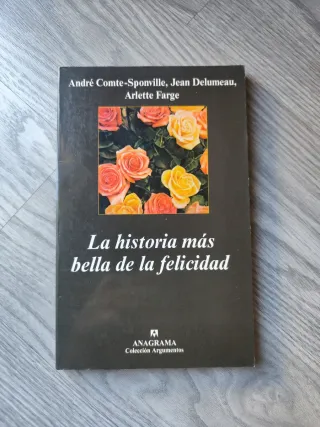 André Comte-Sponville, Jean Delumeau,
Arlette Farge
La historia más
bella de la felicidad
ANAGRAMA
Colección Argumentos